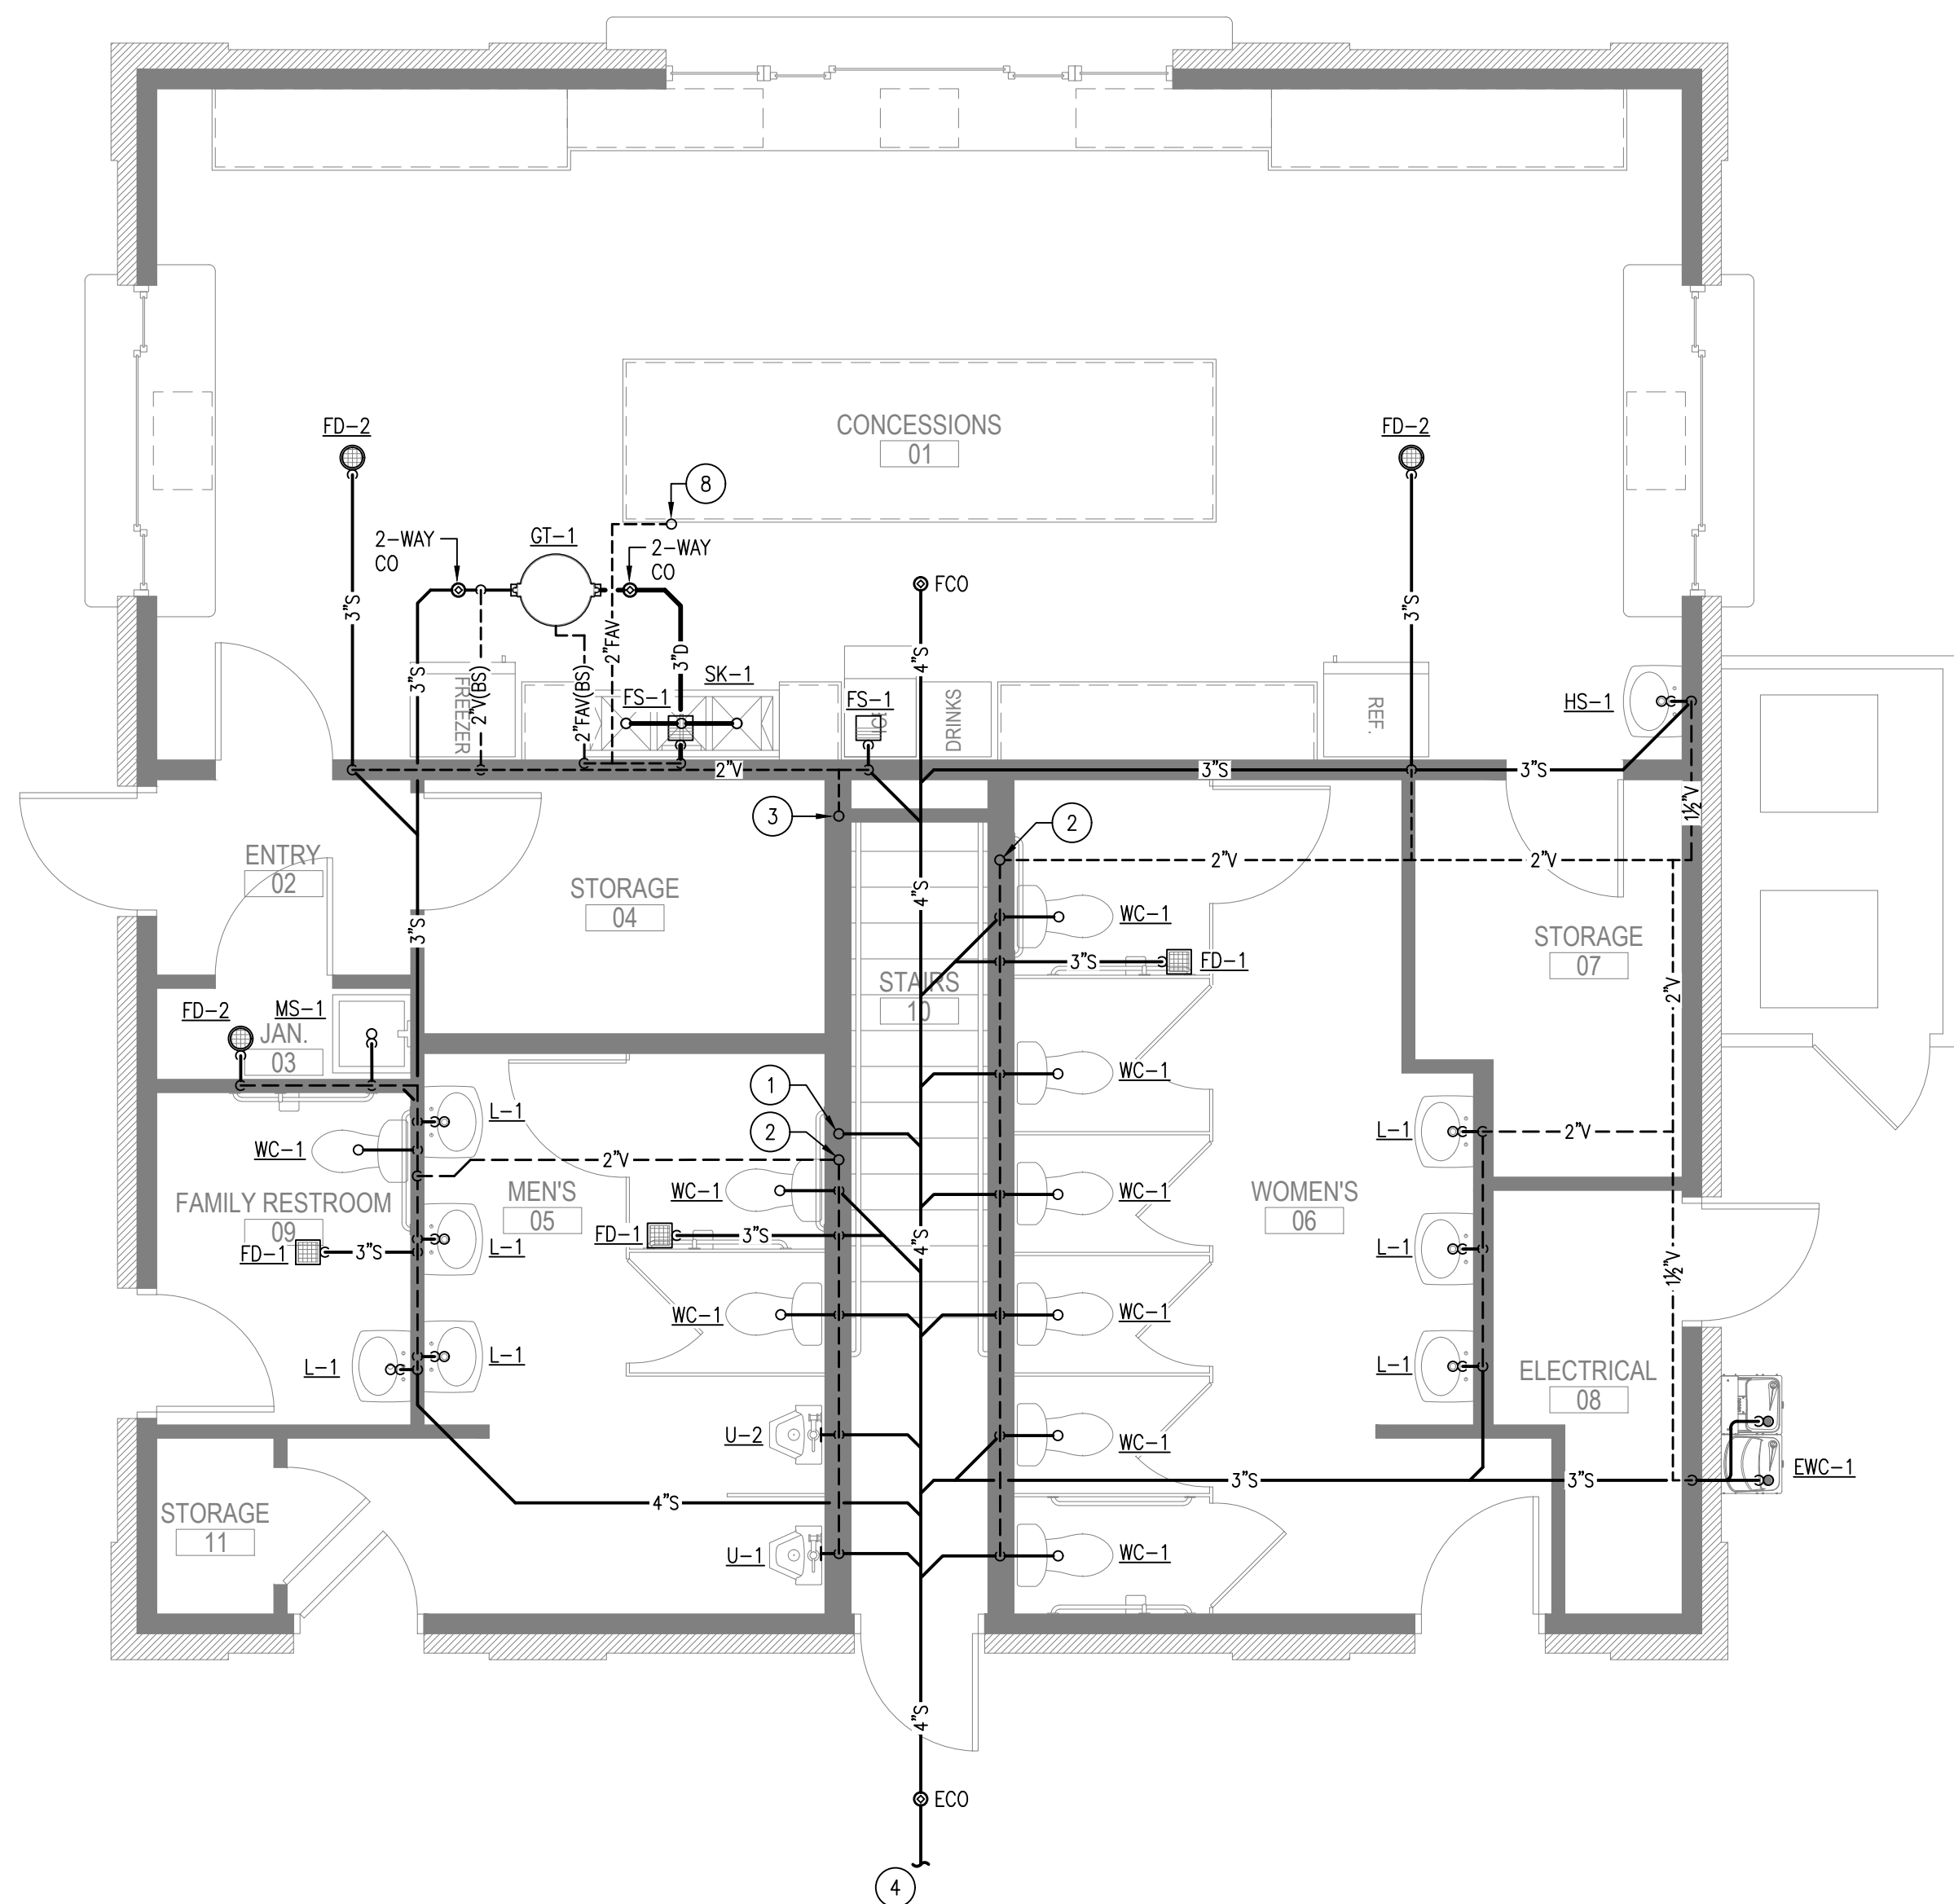 FD-2
CONCESSIONS
01
FD-2
8
2-WAY
CO
GT-1
2-WAY
CO
FCO
3"S
3"S
2"FAV
4"S
3"D
3"S
2"V(BS)
2"FAV(BS)
SK-1
FREEZER
FS-1
FS-1
ICE
DRINKS
REF.
HS-1
2"V
3"S
3"S
1½"V
3
2
ENTRY
02
STORAGE
04
2"V
2"V
4"S
WC-1
3"S
STORAGE
07
3"S
FD-1
STAIRS
10
2"V
FD-2
MS-1
JAN.
03
1
WC-1
L-1
2
L-1
2"V
WC-1
2"V
FAMILY RESTROOM
09
MEN'S
05
WC-1
WC-1
WOMEN'S
06
FD-1
3"S
L-1
FD-1
3"S
4"S
L-1
1½"V
WC-1
WC-1
L-1
L-1
L-1
ELECTRICAL
08
U-2
WC-1
3"S
3"S
EWC-1
STORAGE
11
4"S
U-1
WC-1
4"S
ECO
4